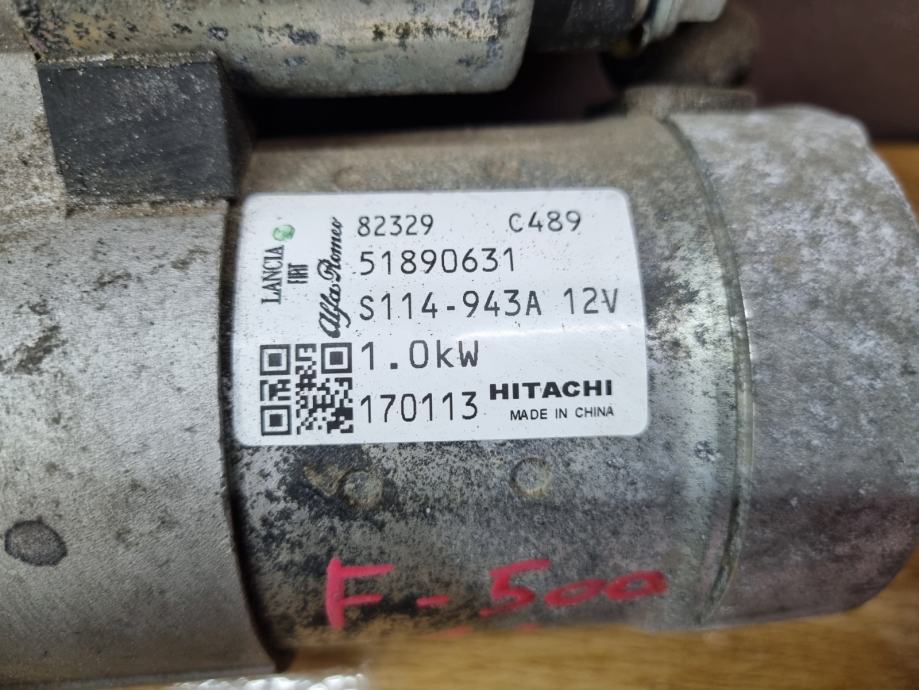 LANCIA
FIAT
Alfa Romeo
82329 C489
51890631
S114-943A 12V
1.0kW
170113 HITACHI
MADE IN CHINA
F-500